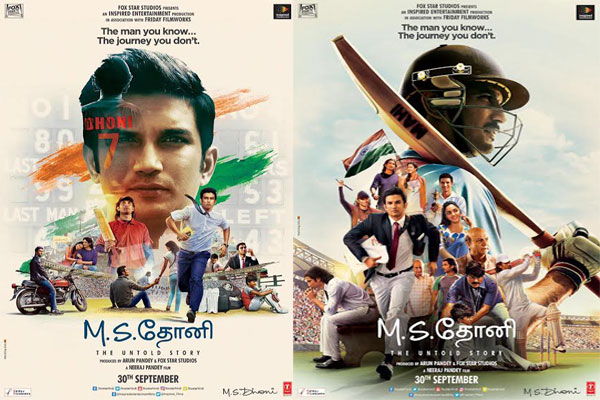 FOX STAR STUDIOS PRESENTS
AN INSPIRED ENTERTAINMENT PRODUCTION
IN ASSOCIATION WITH FRIDAY FILMWORKS
The man you know...
The journey you don't.
DHONI
7
LAST MAN
LEFT
M.S.தோனி
THE UNTOLD STORY
PRODUCED BY ARUN PANDEY & FOX STAR STUDIOS
A NEERAJ PANDEY FILM
30TH SEPTEMBER
FOX STAR STUDIOS PRESENTS
AN INSPIRED ENTERTAINMENT PRODUCTION
IN ASSOCIATION WITH FRIDAY FILMWORKS
The man you know...
The journey you don't.
M.S.தோனி
THE UNTOLD STORY
PRODUCED BY ARUN PANDEY & FOX STAR STUDIOS
A NEERAJ PANDEY FILM
30TH SEPTEMBER